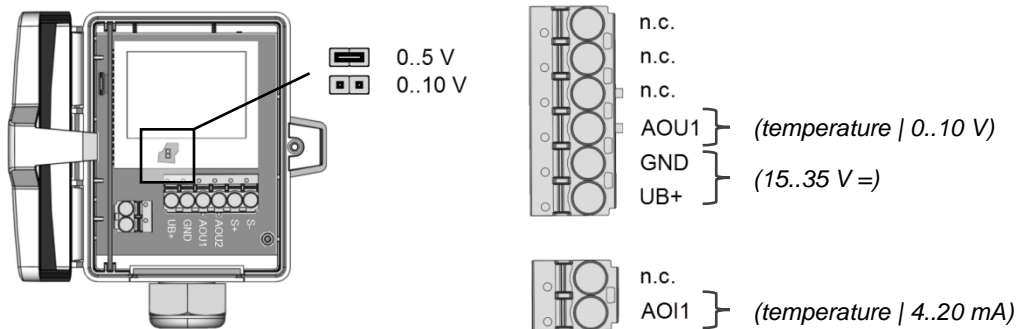 0..5 V
0..10 V
UB+
GND
AOU1
AOU2
S+
S-
n.c.
n.c.
n.c.
AOU1 (temperature | 0..10 V)
GND
(15..35 V =)
UB+
n.c.
AOI1 (temperature | 4..20 mA)